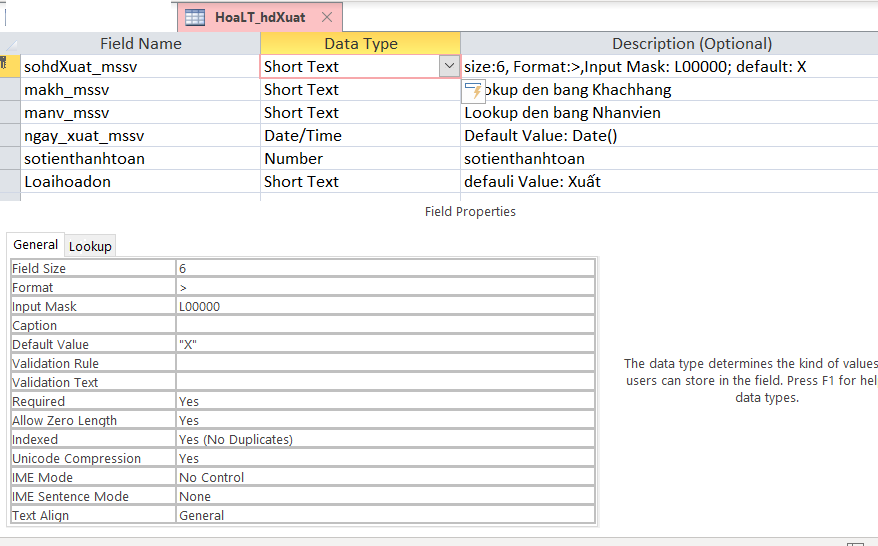 HoaLT_hdXuat
Field Name Data Type Description (Optional)
sohdXuat_mssv Short Text size:6, Format:>,Input Mask: L00000; default: X
makh_mssv Short Text okup den bang Khachhang
manv_mssv Short Text Lookup den bang Nhanvien
ngay_xuat_mssv Date/Time Default Value: Date()
sotienthanhtoan Number sotienthanhtoan
Loaihoadon Short Text defauli Value: Xuất
Field Properties
General Lookup
Field Size 6
Format >
Input Mask L00000
Caption
Default Value "X"
Validation Rule
Validation Text
Required Yes
Allow Zero Length Yes
Indexed Yes (No Duplicates)
Unicode Compression Yes
IME Mode No Control
IME Sentence Mode None
Text Align General
The data type determines the kind of values
users can store in the field. Press F1 for hel
data types.